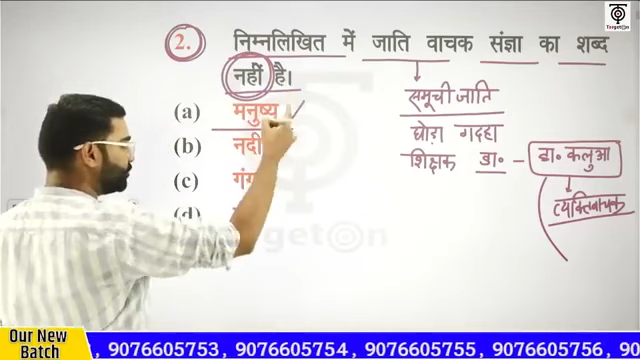 TargetOn
2. निम्नलिखित में जाति वाचक संज्ञा का शब्द
नहीं है।
समूची जाति
(a) मनुष्य
घोड़ा गदहा
(b) नदी
शिक्षक डा॰ – डा॰ कलुआ
(c)
व्यक्तिवाचक
(d)
TargetOn
Our New
Batch
, 9076605753, 9076605754, 9076605755, 9076605756, 90